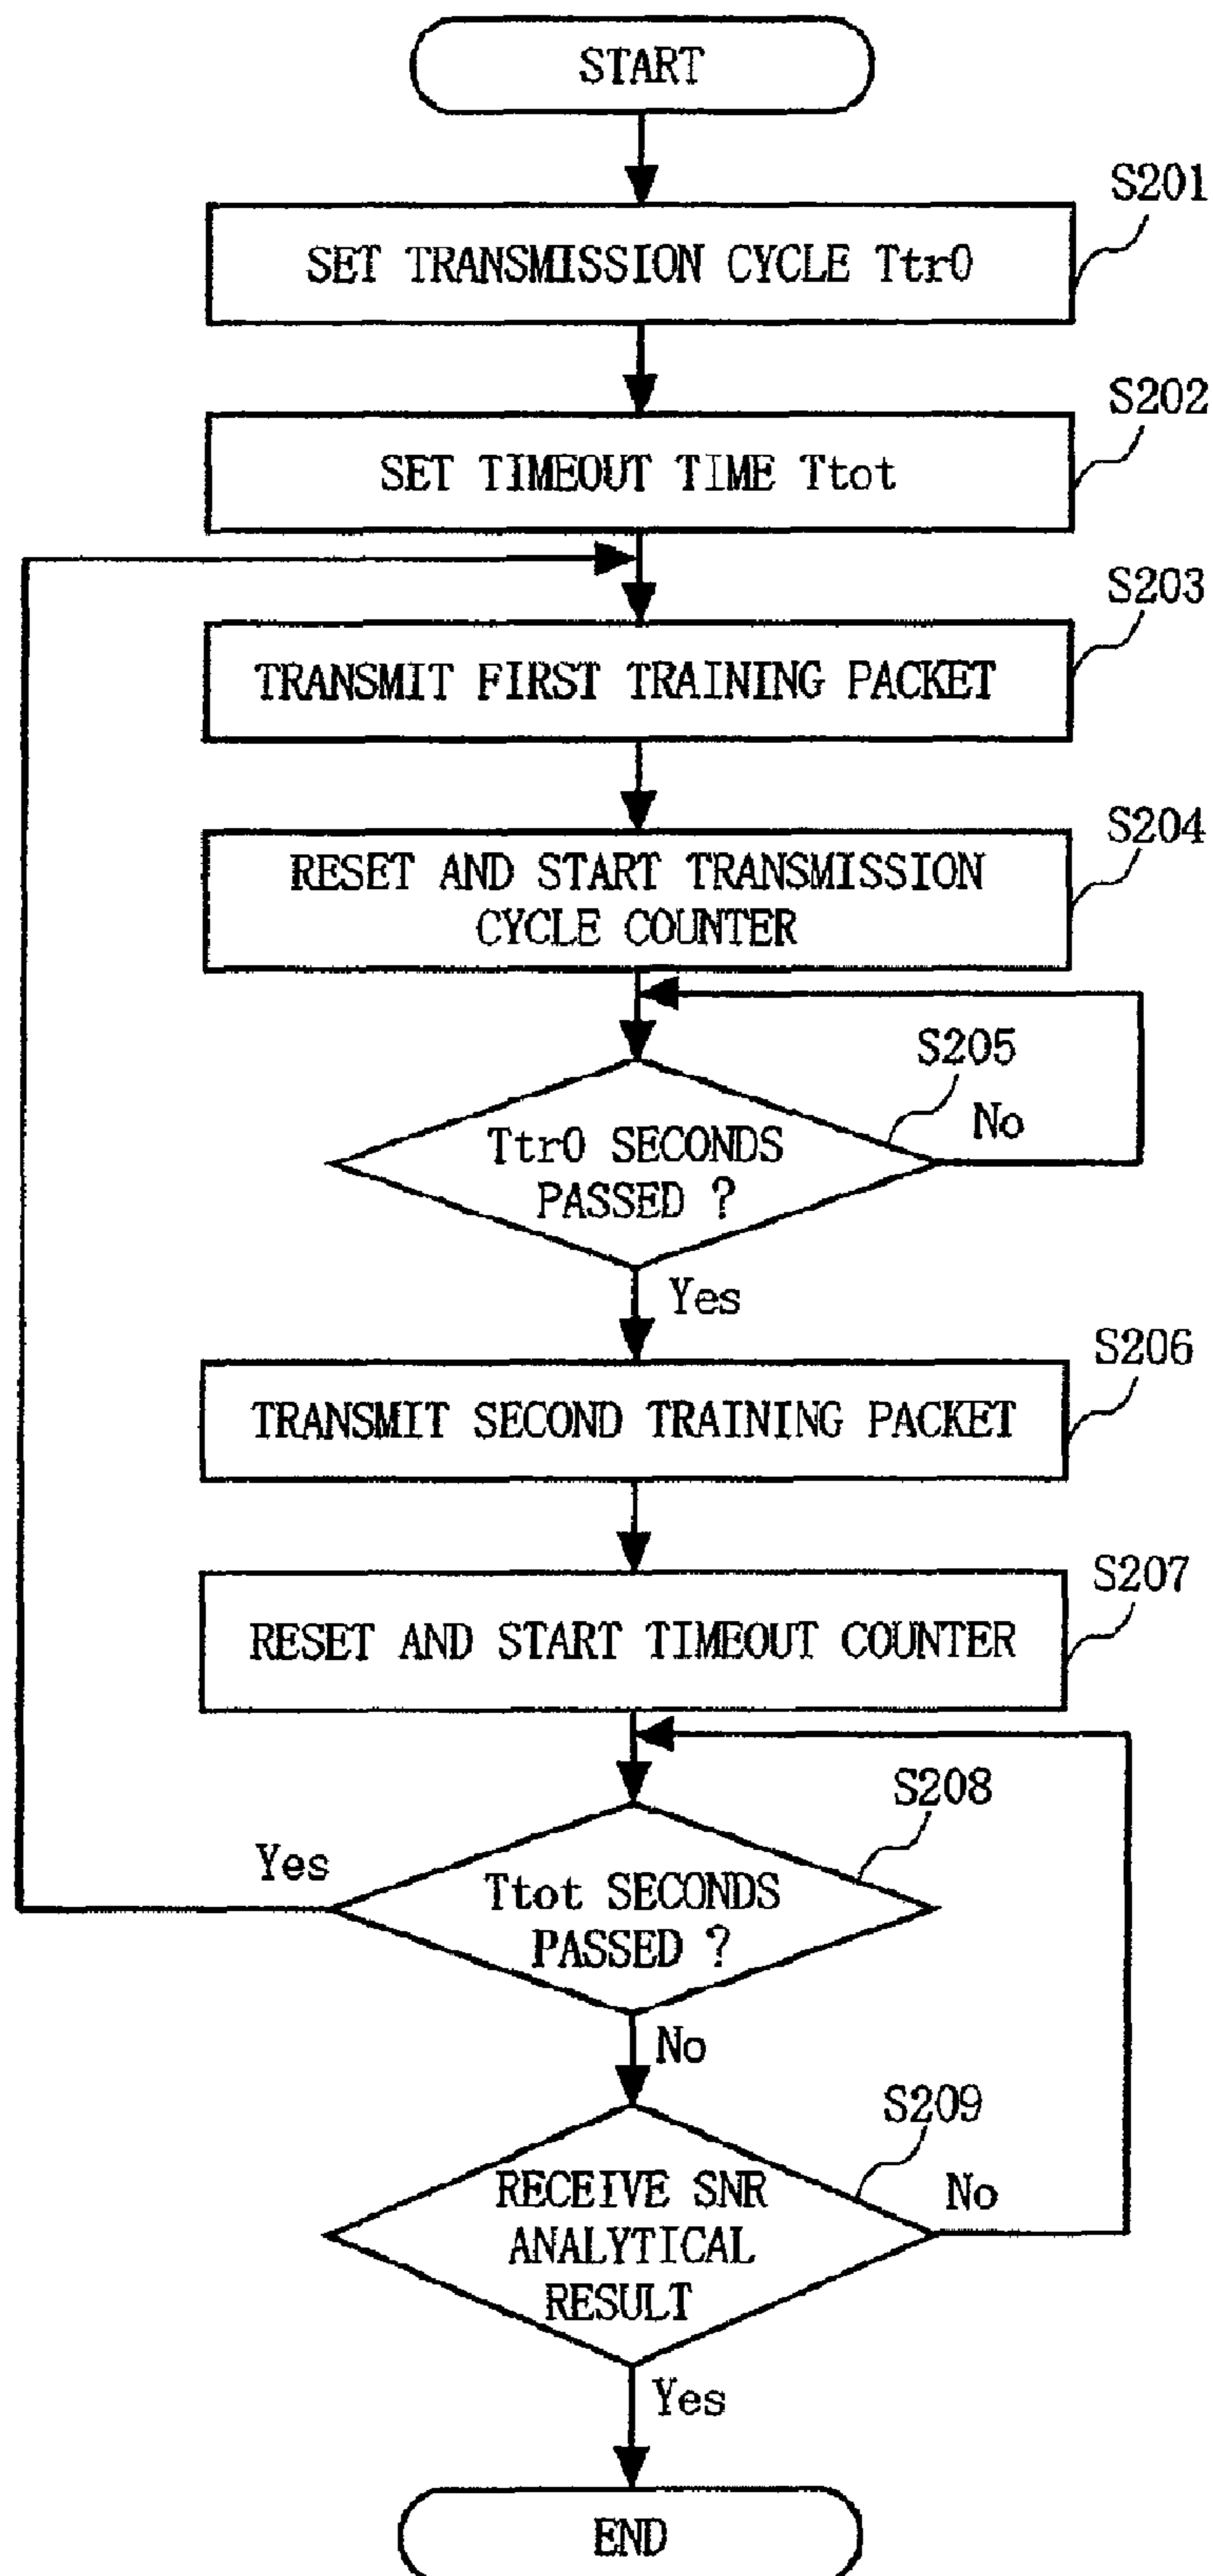 START
S201
SET TRANSMISSION CYCLE Ttr0
S202
SET TIMEOUT TIME Ttot
S203
TRANSMIT FIRST TRAINING PACKET
S204
RESET AND START TRANSMISSION
CYCLE COUNTER
S205
No
Ttr0 SECONDS
PASSED ?
Yes
S206
TRANSMIT SECOND TRAINING PACKET
S207
RESET AND START TIMEOUT COUNTER
S208
Yes
Ttot SECONDS
PASSED ?
No
S209
No
RECEIVE SNR
ANALYTICAL
RESULT
Yes
END